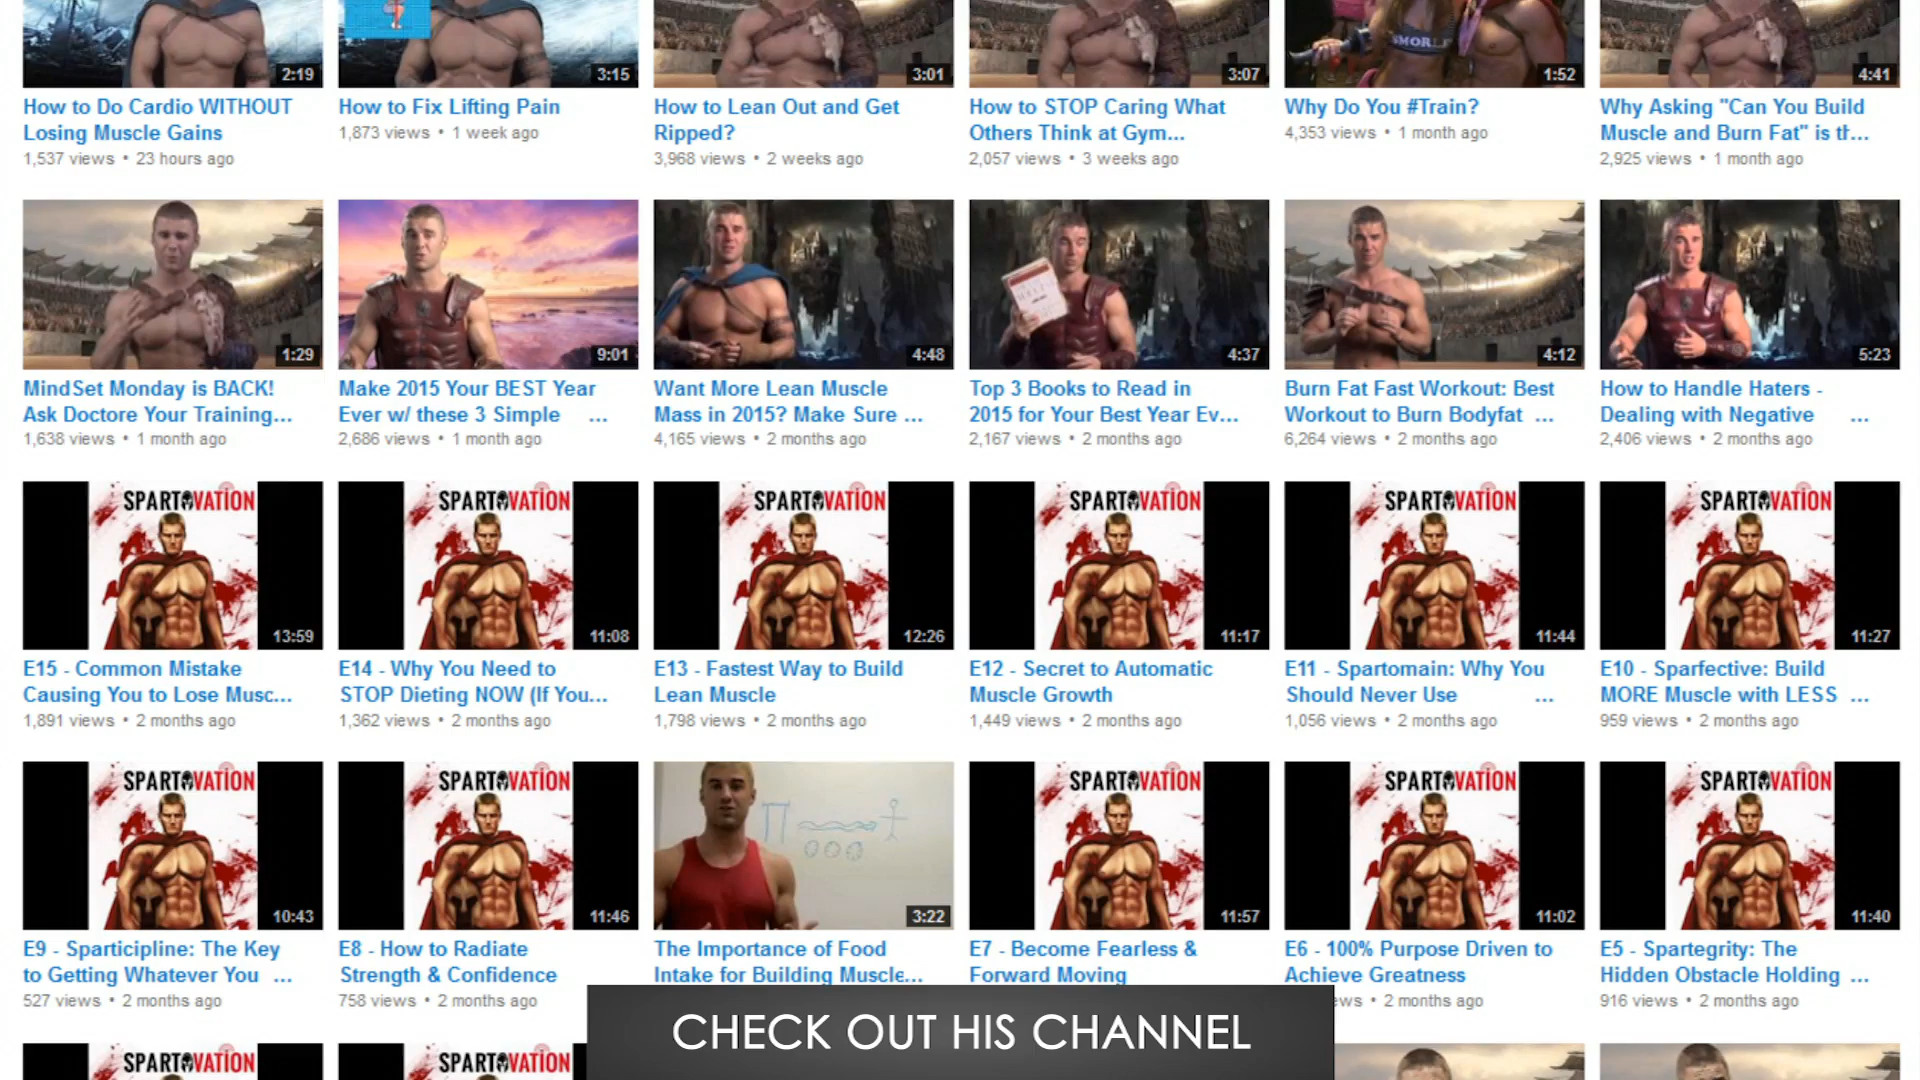 SMORLF
2:19
3:15
3:01
3:07
1:52
4:41
How to Do Cardio WITHOUT
Losing Muscle Gains
1,537 views • 23 hours ago
How to Fix Lifting Pain
1,873 views • 1 week ago
How to Lean Out and Get
Ripped?
3,968 views • 2 weeks ago
How to STOP Caring What
Others Think at Gym...
2,057 views • 3 weeks ago
Why Do You #Train?
4,353 views • 1 month ago
Why Asking "Can You Build
Muscle and Burn Fat" is th...
2,925 views • 1 month ago
1:29
9:01
4:48
4:37
4:12
5:23
MindSet Monday is BACK!
Ask Doctore Your Training...
1,638 views • 1 month ago
Make 2015 Your BEST Year
Ever w/ these 3 Simple ...
2,686 views • 1 month ago
Want More Lean Muscle
Mass in 2015? Make Sure ...
4,165 views • 2 months ago
Top 3 Books to Read in
2015 for Your Best Year Ev...
2,167 views • 2 months ago
Burn Fat Fast Workout: Best
Workout to Burn Bodyfat ...
6,264 views • 2 months ago
How to Handle Haters -
Dealing with Negative ...
2,406 views • 2 months ago
SPARTOVATION
SPARTOVATION
SPARTOVATION
SPARTOVATION
SPARTOVATION
SPARTOVATION
13:59
11:08
12:26
11:17
11:44
11:27
E15 - Common Mistake
Causing You to Lose Musc...
1,891 views • 2 months ago
E14 - Why You Need to
STOP Dieting NOW (If You...
1,362 views • 2 months ago
E13 - Fastest Way to Build
Lean Muscle
1,798 views • 2 months ago
E12 - Secret to Automatic
Muscle Growth
1,449 views • 2 months ago
E11 - Spartomain: Why You
Should Never Use ...
1,056 views • 2 months ago
E10 - Sparfective: Build
MORE Muscle with LESS ...
959 views • 2 months ago
SPARTOVATION
SPARTOVATION
SPARTOVATION
SPARTOVATION
SPARTOVATION
10:43
11:46
3:22
11:57
11:02
11:40
E9 - Sparticipline: The Key
to Getting Whatever You ...
527 views • 2 months ago
E8 - How to Radiate
Strength & Confidence
758 views • 2 months ago
The Importance of Food
Intake for Building Muscle...
E7 - Become Fearless &
Forward Moving
E6 - 100% Purpose Driven to
Achieve Greatness
ews • 2 months ago
E5 - Spartegrity: The
Hidden Obstacle Holding ...
916 views • 2 months ago
CHECK OUT HIS CHANNEL
SPARTOVATION
SPARTOVATION